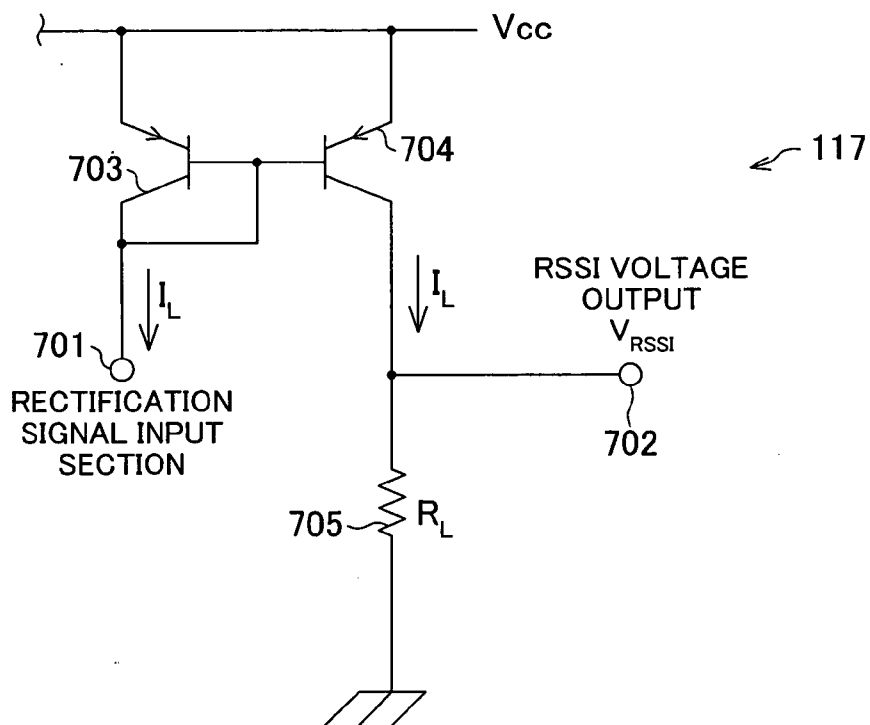 Vcc
703
704
117
I_L
I_L
RSSI VOLTAGE
OUTPUT
V_RSSI
701
702
RECTIFICATION
SIGNAL INPUT
SECTION
705
R_L